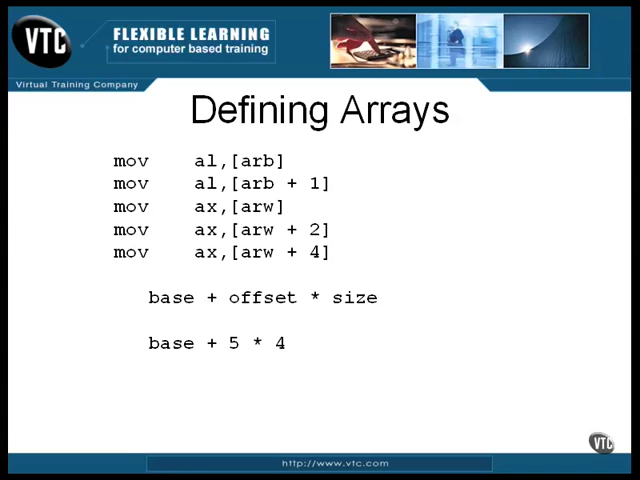 VTC
FLEXIBLE LEARNING
for computer based training
Virtual Training Company
Defining Arrays
mov al,[arb]
mov al,[arb + 1]
mov ax,[arw]
mov ax,[arw + 2]
mov ax,[arw + 4]
base + offset * size
base + 5 * 4
VTC
http://www.vtc.com